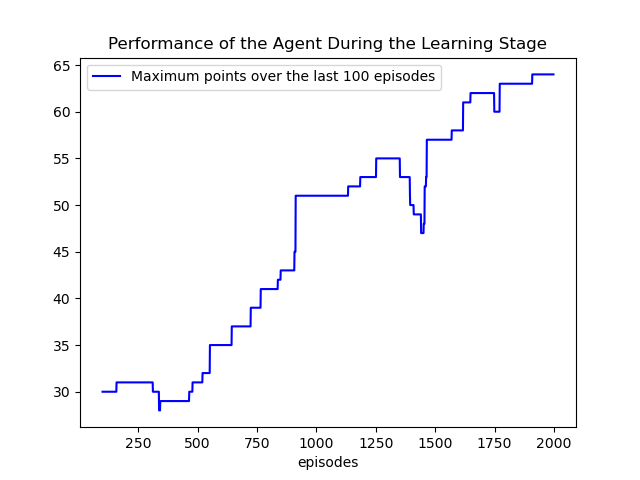 Performance of the Agent During the Learning Stage
Maximum points over the last 100 episodes
65
60
55
50
45
40
35
30
250 500 750 1000 1250 1500 1750 2000
episodes